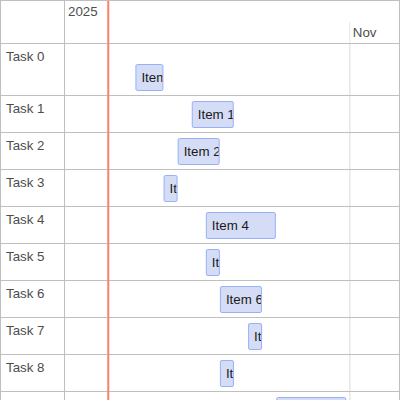 2025
Nov
Task 0
Item
Task 1
Item 1
Task 2
Item 2
Task 3
It
Task 4
Item 4
Task 5
It
Task 6
Item 6
Task 7
It
Task 8
It